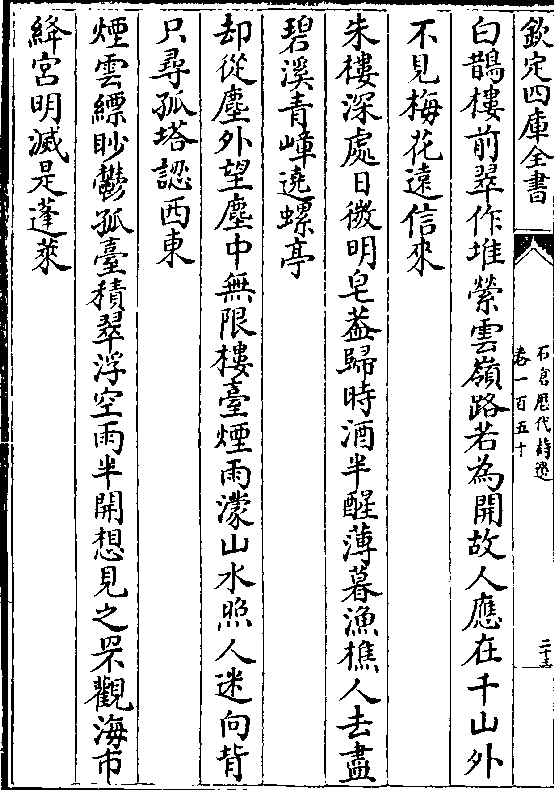 欽定四庫全書
石倉歷代詩選
卷一百五十
二十三
白鵲樓前翠作堆縈雲嶺路若為開故人應在千山外
不見梅花遠信來
朱樓深處日微明皂葢歸時酒半醒薄暮漁樵人去盡
碧溪青嶂遶螺亭
却從塵外望塵中無限樓臺煙雨濛山水照人迷向背
只尋孤塔認西東
煙雲縹眇鬱孤臺積翠浮空雨半開想見之罘觀海市
絳宮明滅是蓬萊